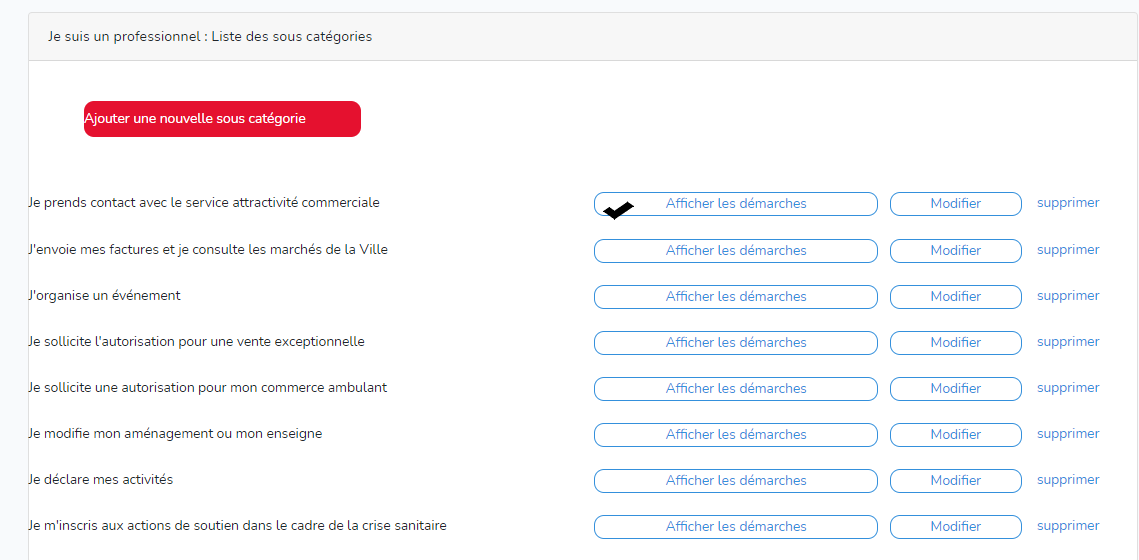 Je suis un professionnel : Liste des sous catégories
Ajouter une nouvelle sous catégorie
Je prends contact avec le service attractivité commerciale Afficher les démarches Modifier supprimer
J'envoie mes factures et je consulte les marchés de la Ville Afficher les démarches Modifier supprimer
J'organise un événement Afficher les démarches Modifier supprimer
Je sollicite l'autorisation pour une vente exceptionnelle Afficher les démarches Modifier supprimer
Je sollicite une autorisation pour mon commerce ambulant Afficher les démarches Modifier supprimer
Je modifie mon aménagement ou mon enseigne Afficher les démarches Modifier supprimer
Je déclare mes activités Afficher les démarches Modifier supprimer
Je m'inscris aux actions de soutien dans le cadre de la crise sanitaire Afficher les démarches Modifier supprimer